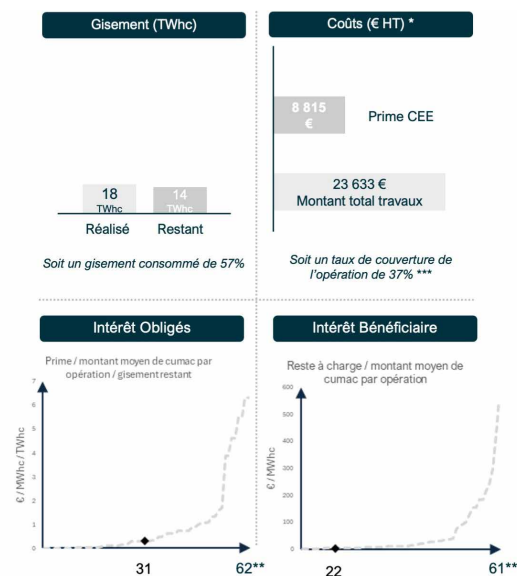 Gisement (TWhc)
18
TWhc
14
TWhc
Réalisé
Restant
Soit un gisement consommé de 57%
Coûts (€ HT) *
8 815
€
Prime CEE
23 633 €
Montant total travaux
Soit un taux de couverture de
l'opération de 37% ***
Intérêt Obligés
Prime / montant moyen de cumac par
opération / gisement restant
€ / MWhc / TWhc
7
6
5
4
3
2
1
0
31
62**
Intérêt Bénéficiaire
Reste à charge / montant moyen de
cumac par opération
€ / MWhc
600
500
400
300
200
100
0
22
61**